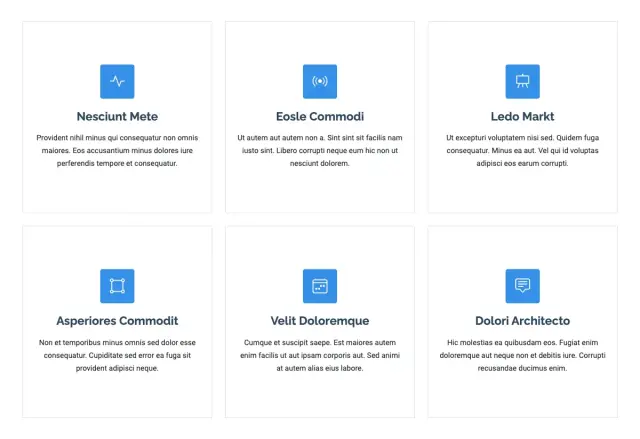 Nesciunt Mete
Provident nihil minus qui consequatur non omnis
maiores. Eos accusantium minus dolores iure
perferendis tempore et consequatur.
Eosle Commodi
Ut autem aut autem non a. Sint sint sit facilis nam
iusto sint. Libero corrupti neque eum hic non ut
nesciunt dolorem.
Ledo Markt
Ut excepturi voluptatem nisi sed. Quidem fuga
consequatur. Minus ea aut. Vel qui id voluptas
adipisci eos earum corrupti.
Asperiores Commodit
Non et temporibus minus omnis sed dolor esse
consequatur. Cupiditate sed error ea fuga sit
provident adipisci neque.
Velit Doloremque
Cumque et suscipit saepe. Est maiores autem
enim facilis ut aut ipsam corporis aut. Sed animi
at autem alias eius labore.
Dolori Architecto
Hic molestias ea quibusdam eos. Fugiat enim
doloremque aut neque non et debitis iure. Corrupti
recusandae ducimus enim.